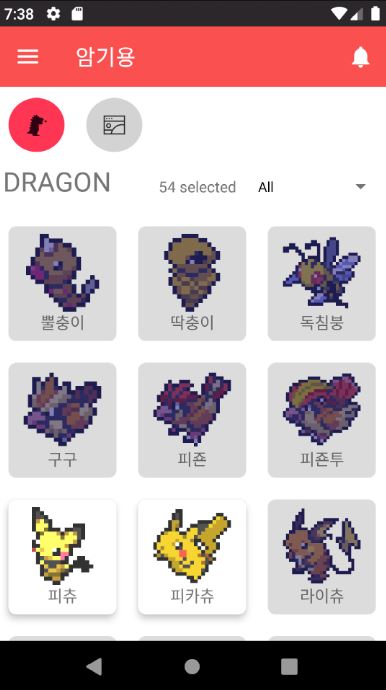 7:38
암기용
DRAGON
54 selected
All
뿔충이
딱충이
독침붕
구구
피죤
피죤투
피츄
피카츄
라이츄